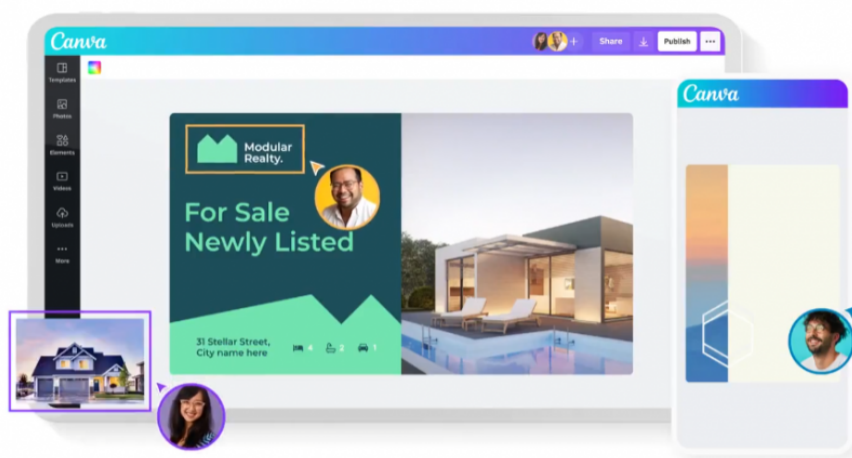 Canva
Share
Publish
Templates
Photos
Elements
Videos
Uploads
More
Modular
Realty.
For Sale
Newly Listed
31 Stellar Street,
City name here
4 2 1
Canva